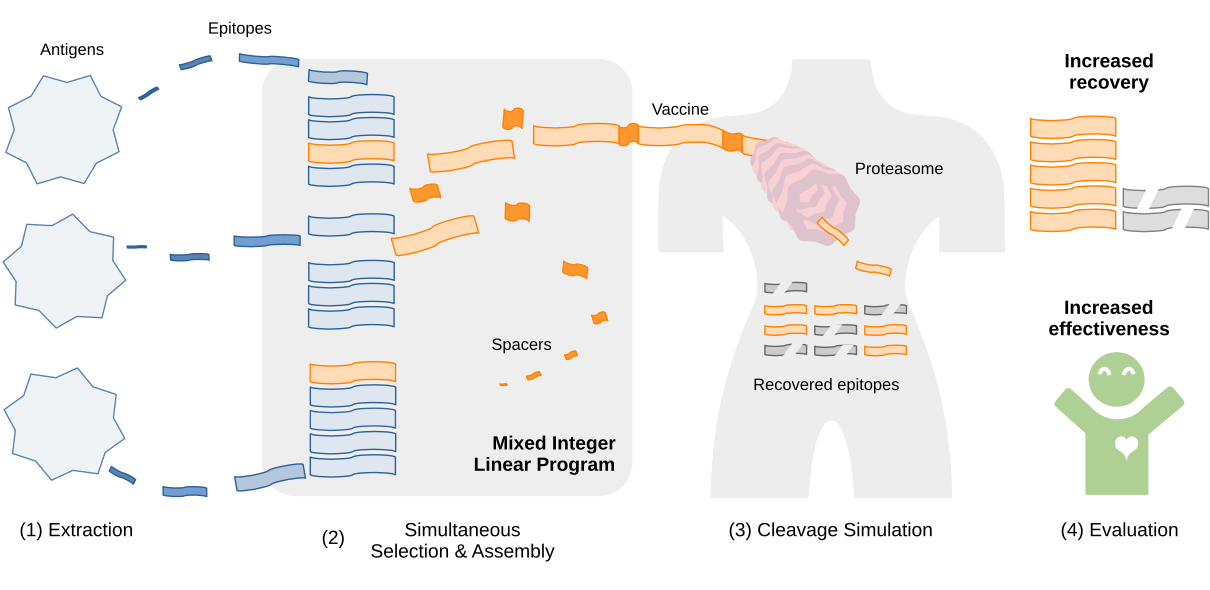 Antigens
Epitopes
Vaccine
Proteasome
Spacers
Mixed Integer
Linear Program
Recovered epitopes
Increased
recovery
Increased
effectiveness
(1) Extraction
(2)
Simultaneous
Selection & Assembly
(3) Cleavage Simulation
(4) Evaluation